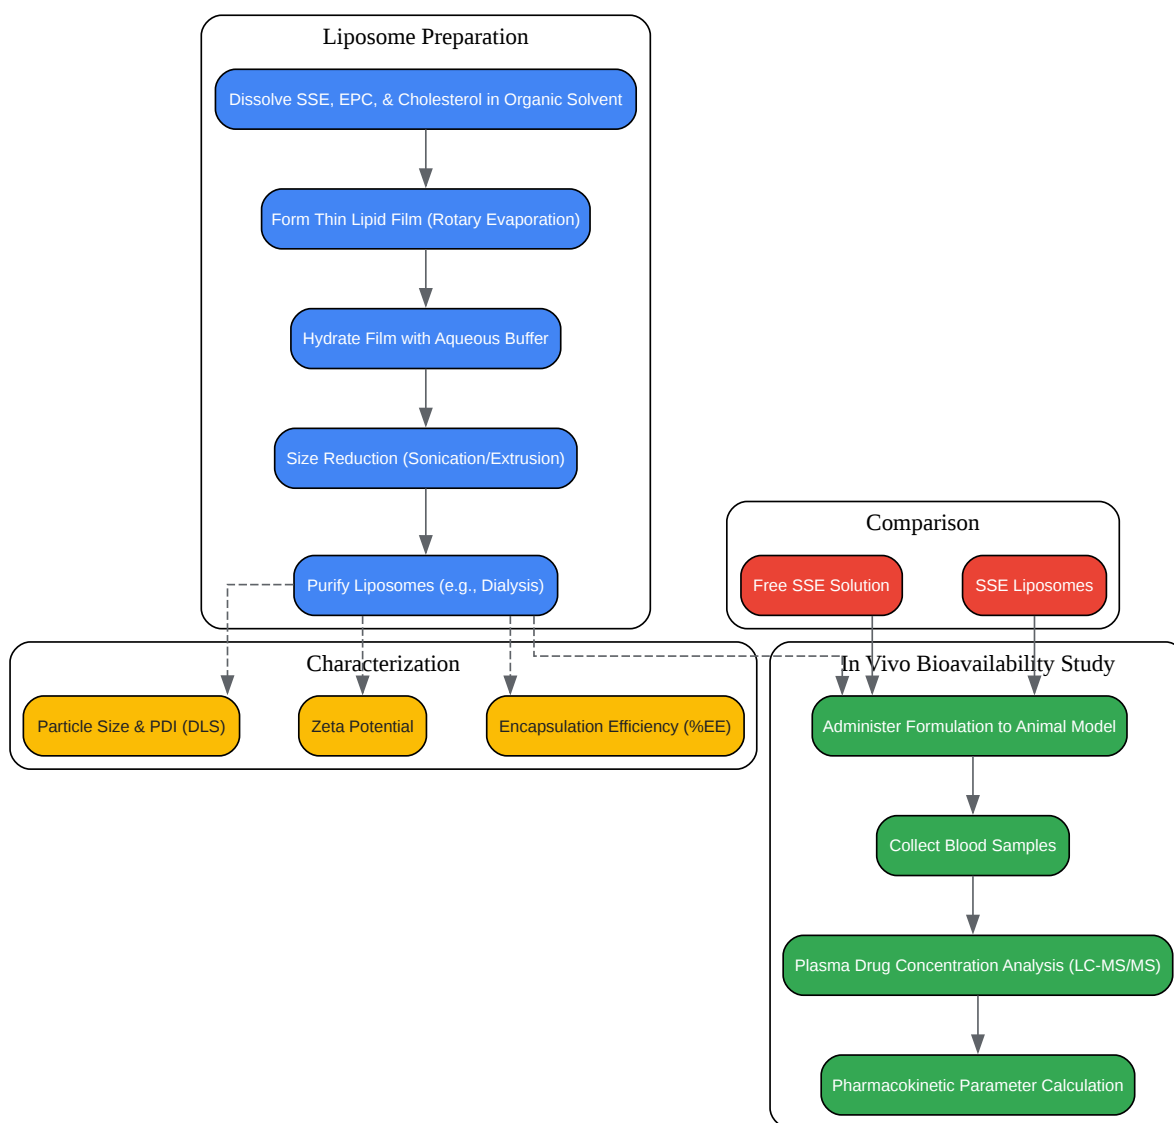 Liposome Preparation
Dissolve SSE, EPC, & Cholesterol in Organic Solvent
Form Thin Lipid Film (Rotary Evaporation)
Hydrate Film with Aqueous Buffer
Size Reduction (Sonication/Extrusion)
Purify Liposomes (e.g., Dialysis)
Comparison
Free SSE Solution
SSE Liposomes
Characterization
Particle Size & PDI (DLS)
Zeta Potential
Encapsulation Efficiency (%EE)
In Vivo Bioavailability Study
Administer Formulation to Animal Model
Collect Blood Samples
Plasma Drug Concentration Analysis (LC-MS/MS)
Pharmacokinetic Parameter Calculation